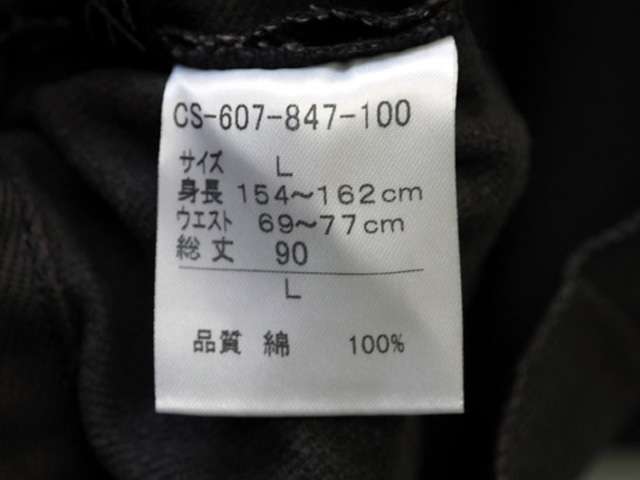 CS-607-847-100
サイズ L
身長 154～162cm
ウエスト 69～77cm
総丈 90
L
品質 綿 100%